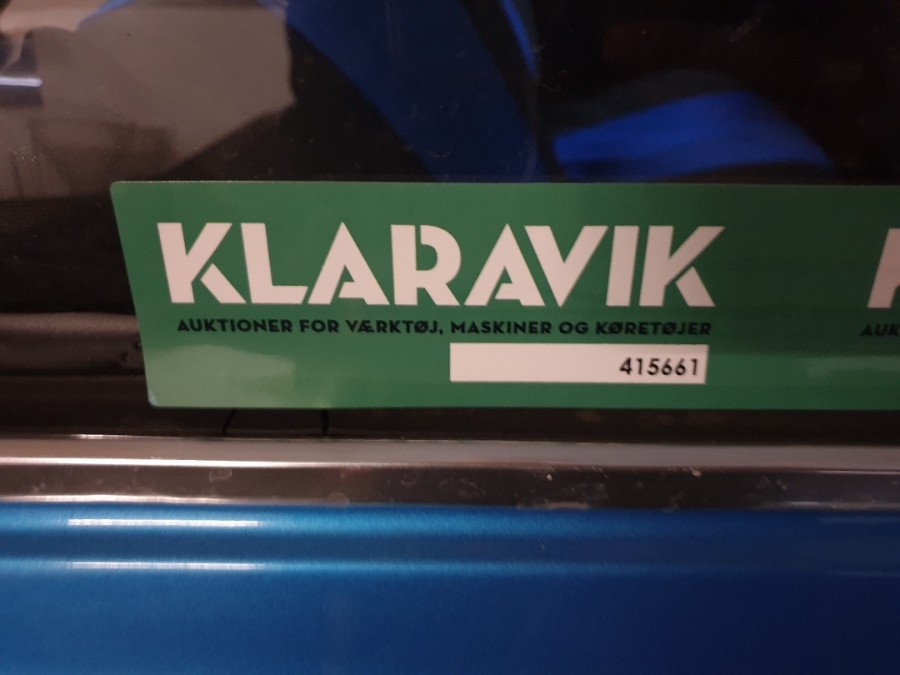 KLARAVIK
AUKTIONER FOR VÆRKTØJ, MASKINER OG KØRETØJER
415661